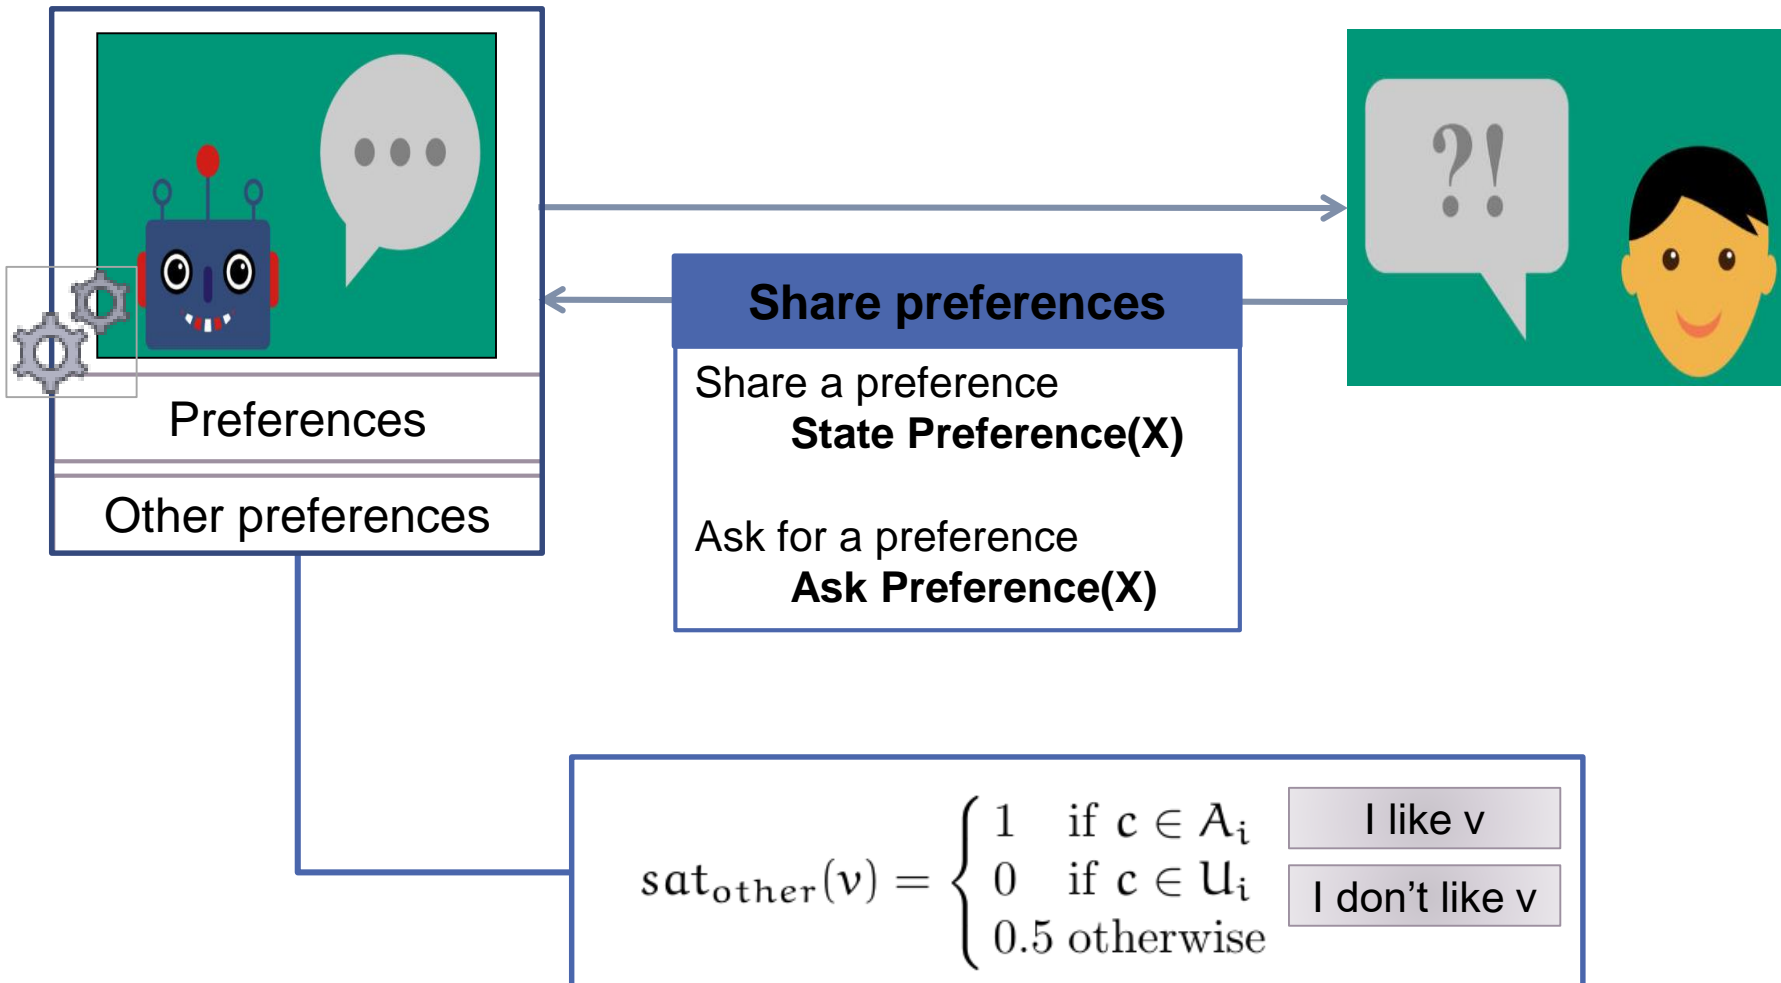 ?!
Share preferences
Share a preference
State Preference(X)
Ask for a preference
Ask Preference(X)
Preferences
Other preferences
sat_other(v) = { 1 if c ∈ A_i
0 if c ∈ U_i
0.5 otherwise
I like v
I don't like v